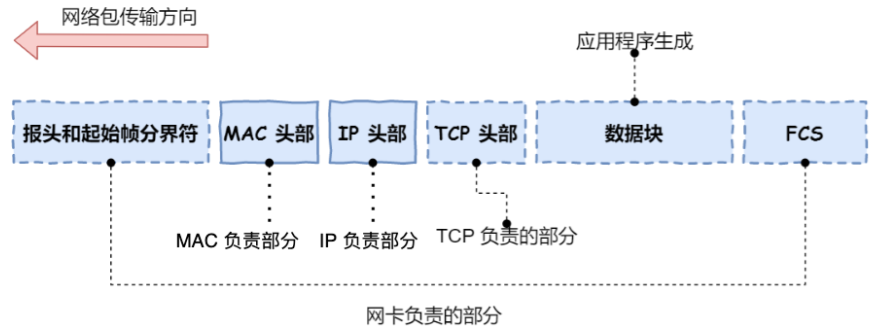 网络包传输方向
应用程序生成
报头和起始帧分界符 MAC 头部 IP 头部 TCP 头部 数据块 FCS
MAC 负责部分 IP 负责部分 TCP 负责的部分
网卡负责的部分